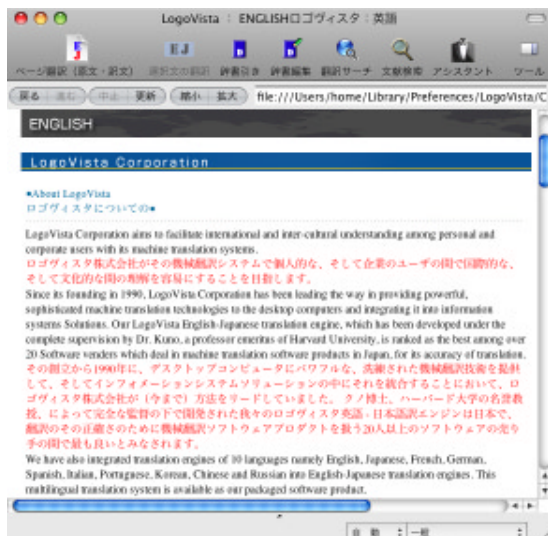 LogoVista : ENGLISHロゴヴィスタ：英語
EJ
ページ翻訳（原文・訳文） 選択文の翻訳 辞書引き 辞書編集 翻訳サーチ 文献検索 アシスタント ツール
戻る 進む 中止 更新 縮小 拡大 file:///Users/home/Library/Preferences/LogoVista/C
ENGLISH
LogoVista Corporation
■About LogoVista
ロゴヴィスタについての■
LogoVista Corporation aims to facilitate international and inter-cultural understanding among personal and
corporate users with its machine translation systems.
ロゴヴィスタ株式会社がその機械翻訳システムで個人的な、そして企業のユーザの間で国際的な、
そして文化的な間の理解を容易にすることを目指します。
Since its founding in 1990, LogoVista Corporation has been leading the way in providing powerful,
sophisticated machine translation technologies to the desktop computers and integrating it into information
systems Solutions. Our LogoVista English-Japanese translation engine, which has been developed under the
complete supervision by Dr. Kuno, a professor emeritus of Harvard University, is ranked as the best among over
20 Software venders which deal in machine translation software products in Japan, for its accuracy of translation.
その創立から1990年に、デスクトップコンピュータにパワフルな、洗練された機械翻訳技術を提供
して、そしてインフォメーションシステムソリューションの中にそれを統合することにおいて、ロ
ゴヴィスタ株式会社が（今まで）方法をリードしていました。 クノ博士、ハーバード大学の名誉教
授、によって完全な監督の下で開発された我々のロゴヴィスタ英語・日本語訳エンジンは日本で、
翻訳のその正確さのために機械翻訳ソフトウェアプロダクトを扱う20人以上のソフトウェアの売り
手の間で最も良いとみなされます。
We have also integrated translation engines of 10 languages namely English, Japanese, French, German,
Spanish, Italian, Portuguese, Korean, Chinese and Russian into English-Japanese translation engines. This
multilingual translation system is available as our packaged software product.
自動 一般